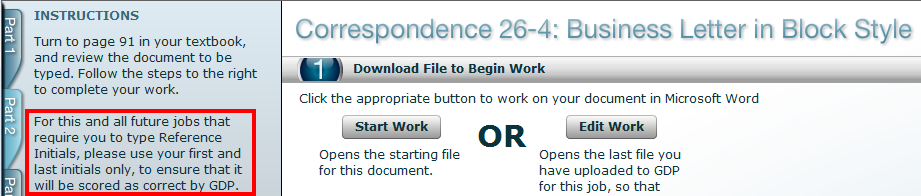 Part 1
Part 2
INSTRUCTIONS
Turn to page 91 in your textbook,
and review the document to be
typed. Follow the steps to the right
to complete your work.
For this and all future jobs that
require you to type Reference
Initials, please use your first and
last initials only, to ensure that it
will be scored as correct by GDP.
Correspondence 26-4: Business Letter in Block Style
1 Download File to Begin Work
Click the appropriate button to work on your document in Microsoft Word
Start Work
OR
Edit Work
Opens the starting file
for this document.
Opens the last file you
have uploaded to GDP
for this job, so that